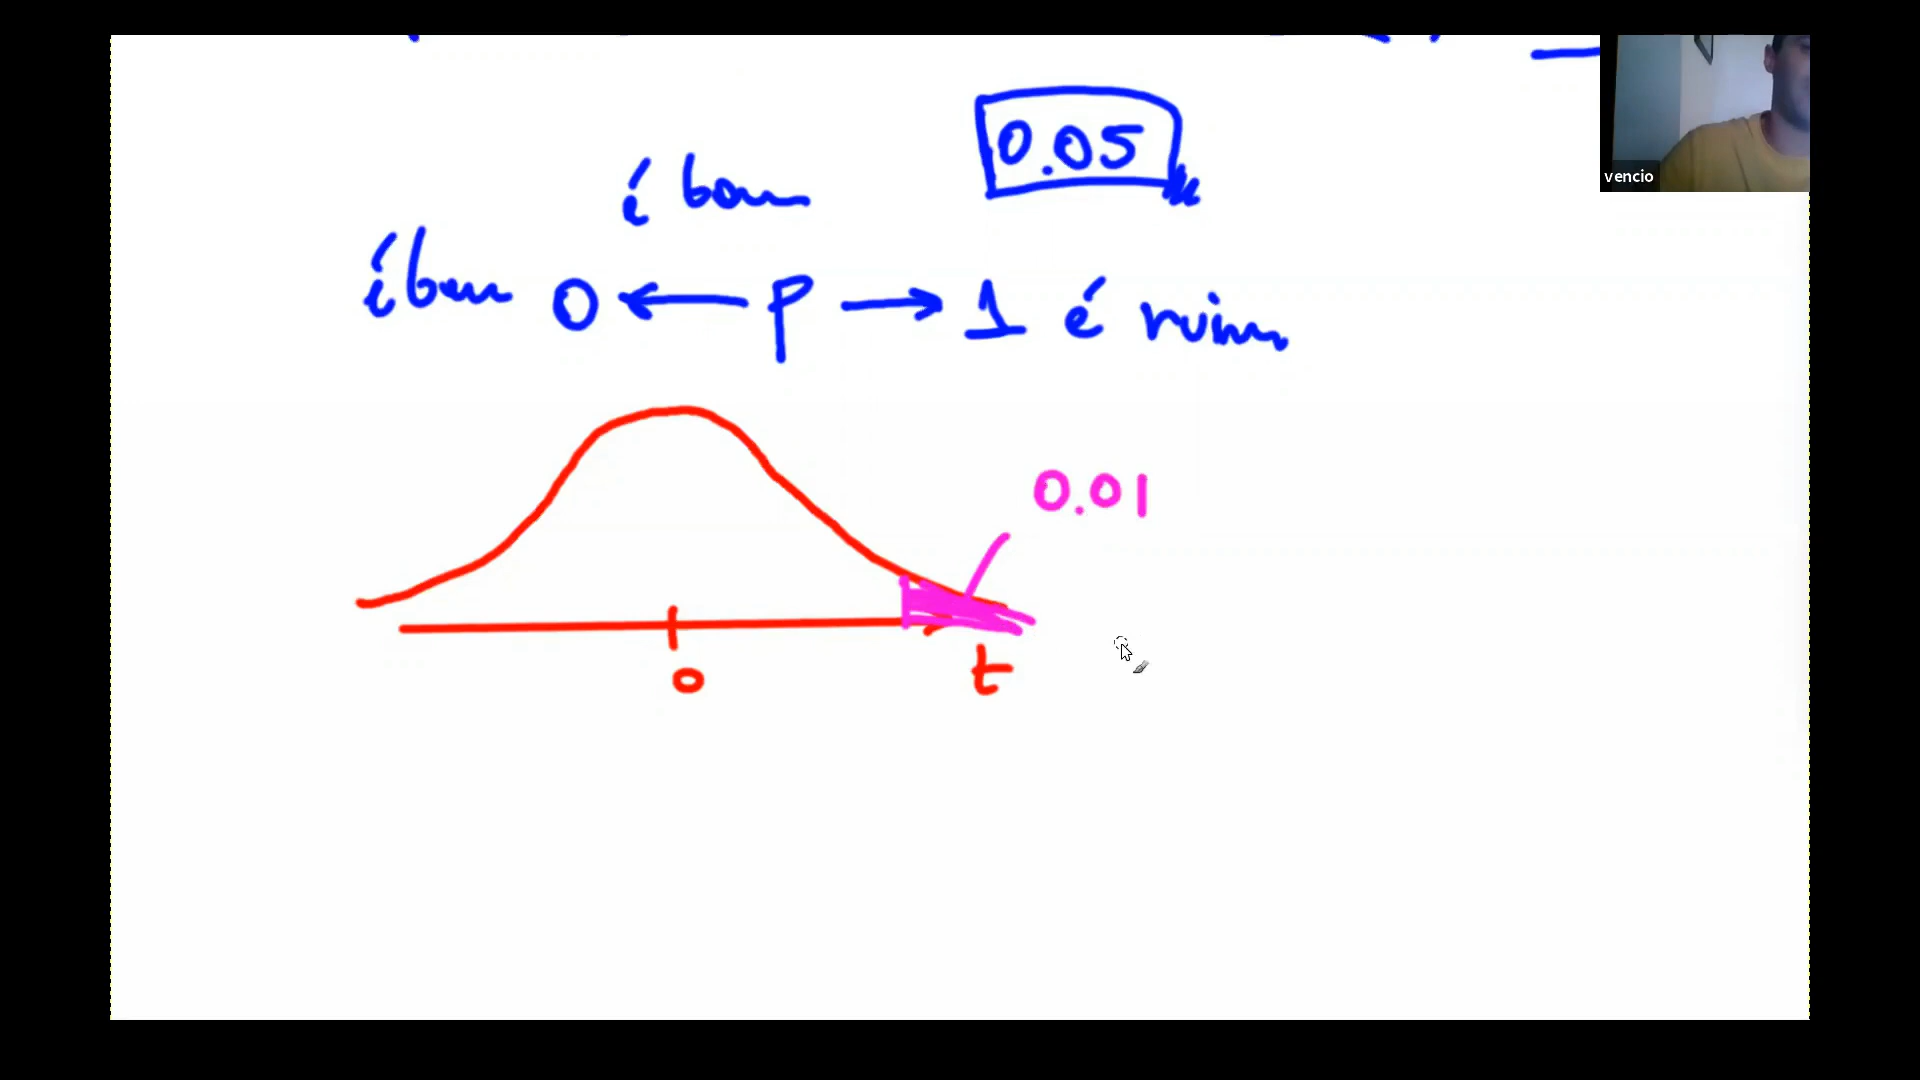 0.05
vencio
é bom
é bom 0 ← p → 1 é ruim
0.01
0
t